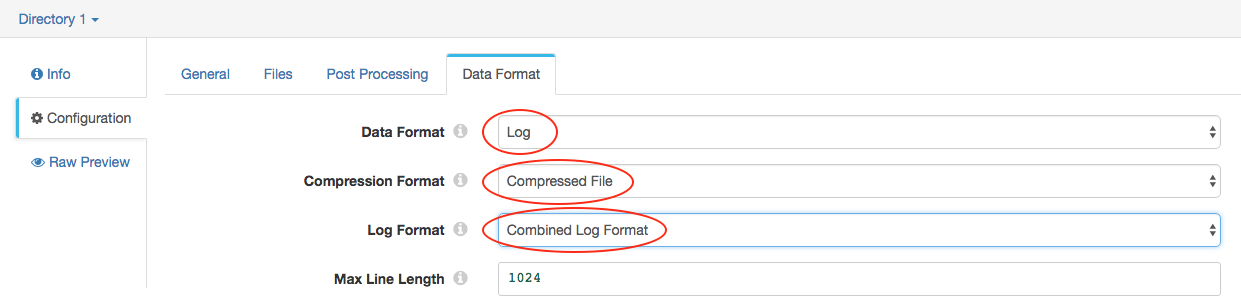 Directory 1
Info
Configuration
Raw Preview
General Files Post Processing Data Format
Data Format Log
Compression Format Compressed File
Log Format Combined Log Format
Max Line Length 1024